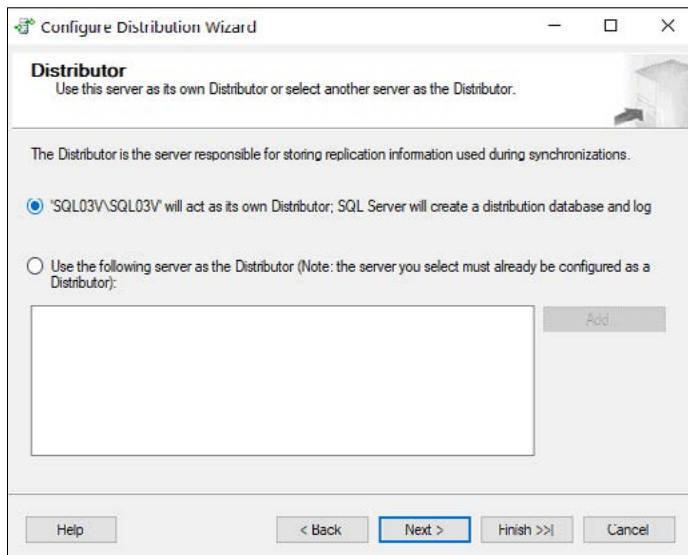 Configure Distribution Wizard
Distributor
Use this server as its own Distributor or select another server as the Distributor.
The Distributor is the server responsible for storing replication information used during synchronizations.
'SQL03V\SQL03V' will act as its own Distributor; SQL Server will create a distribution database and log
Use the following server as the Distributor (Note: the server you select must already be configured as a
Distributor):
Add...
Help
< Back
Next >
Finish >>|
Cancel